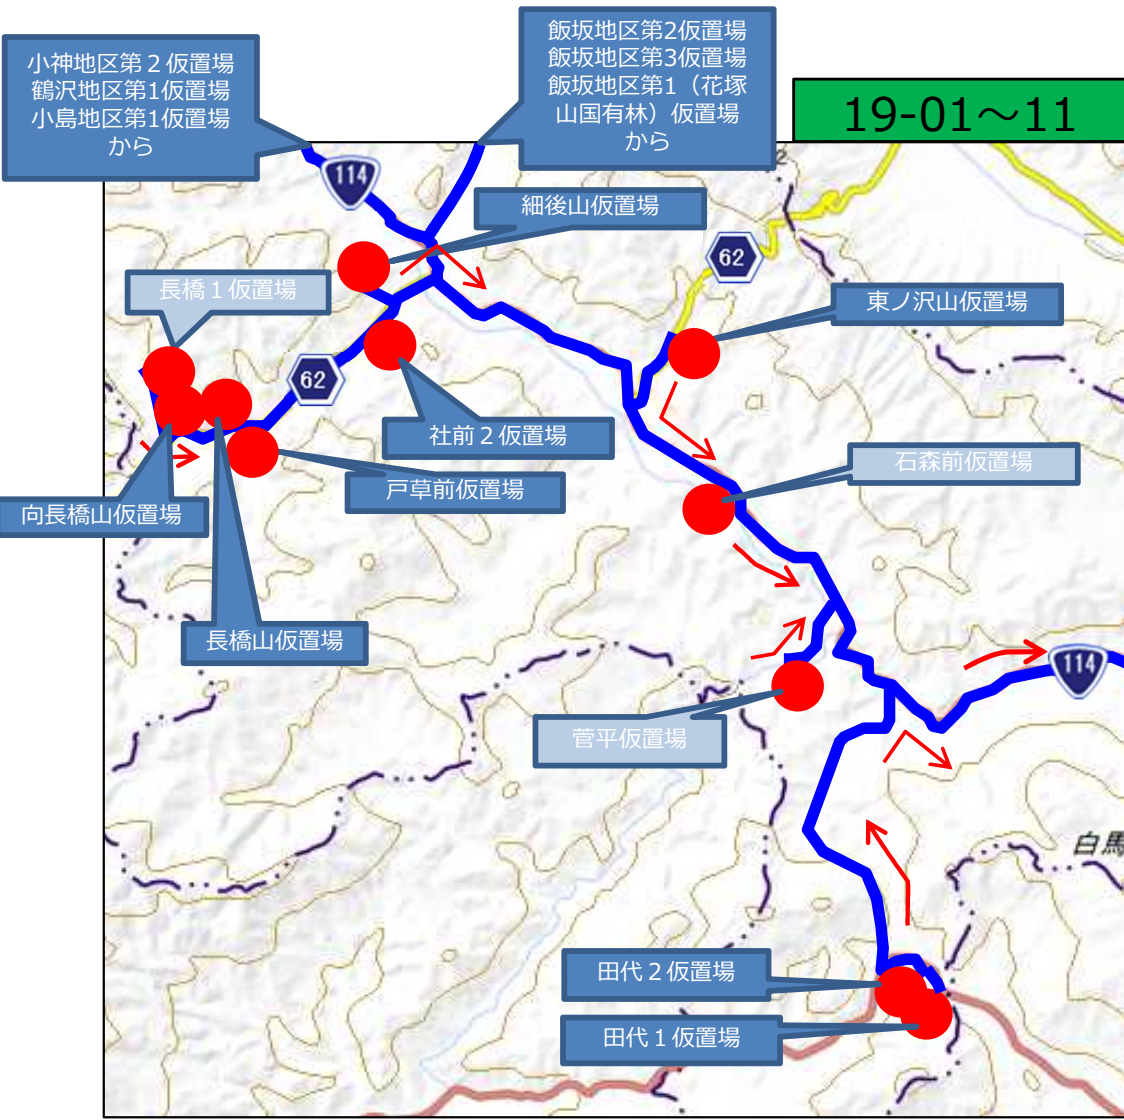 小神地区第２仮置場
鶴沢地区第1仮置場
小島地区第1仮置場
から
飯坂地区第2仮置場
飯坂地区第3仮置場
飯坂地区第1（花塚
山国有林）仮置場
から
19-01～11
114
細後山仮置場
62
長橋１仮置場
東ノ沢山仮置場
62
社前２仮置場
石森前仮置場
戸草前仮置場
向長橋山仮置場
長橋山仮置場
114
菅平仮置場
白馬
田代２仮置場
田代１仮置場